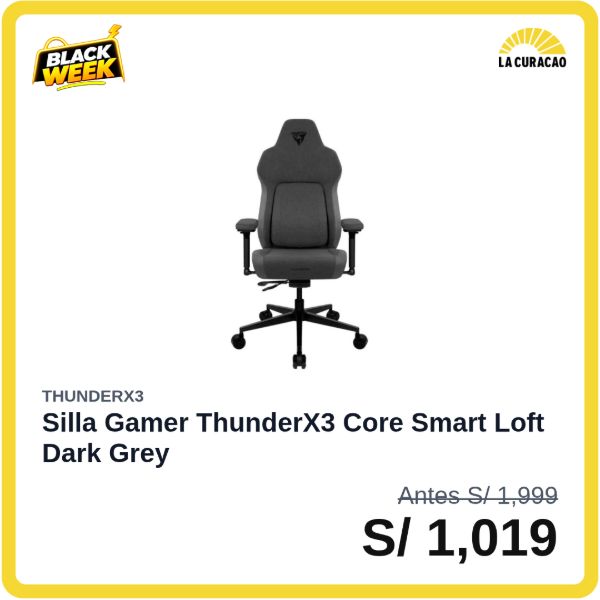 BLACK
WEEK
LA CURACAO
THUNDERX3
Silla Gamer ThunderX3 Core Smart Loft
Dark Grey
Antes S/ 1,999
S/ 1,019